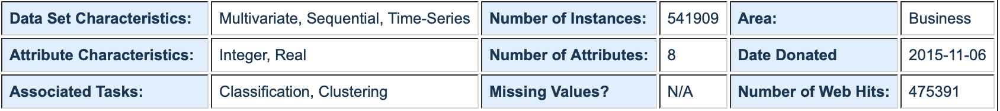 Data Set Characteristics: Multivariate, Sequential, Time-Series Number of Instances: 541909 Area: Business
Attribute Characteristics: Integer, Real Number of Attributes: 8 Date Donated 2015-11-06
Associated Tasks: Classification, Clustering Missing Values? N/A Number of Web Hits: 475391